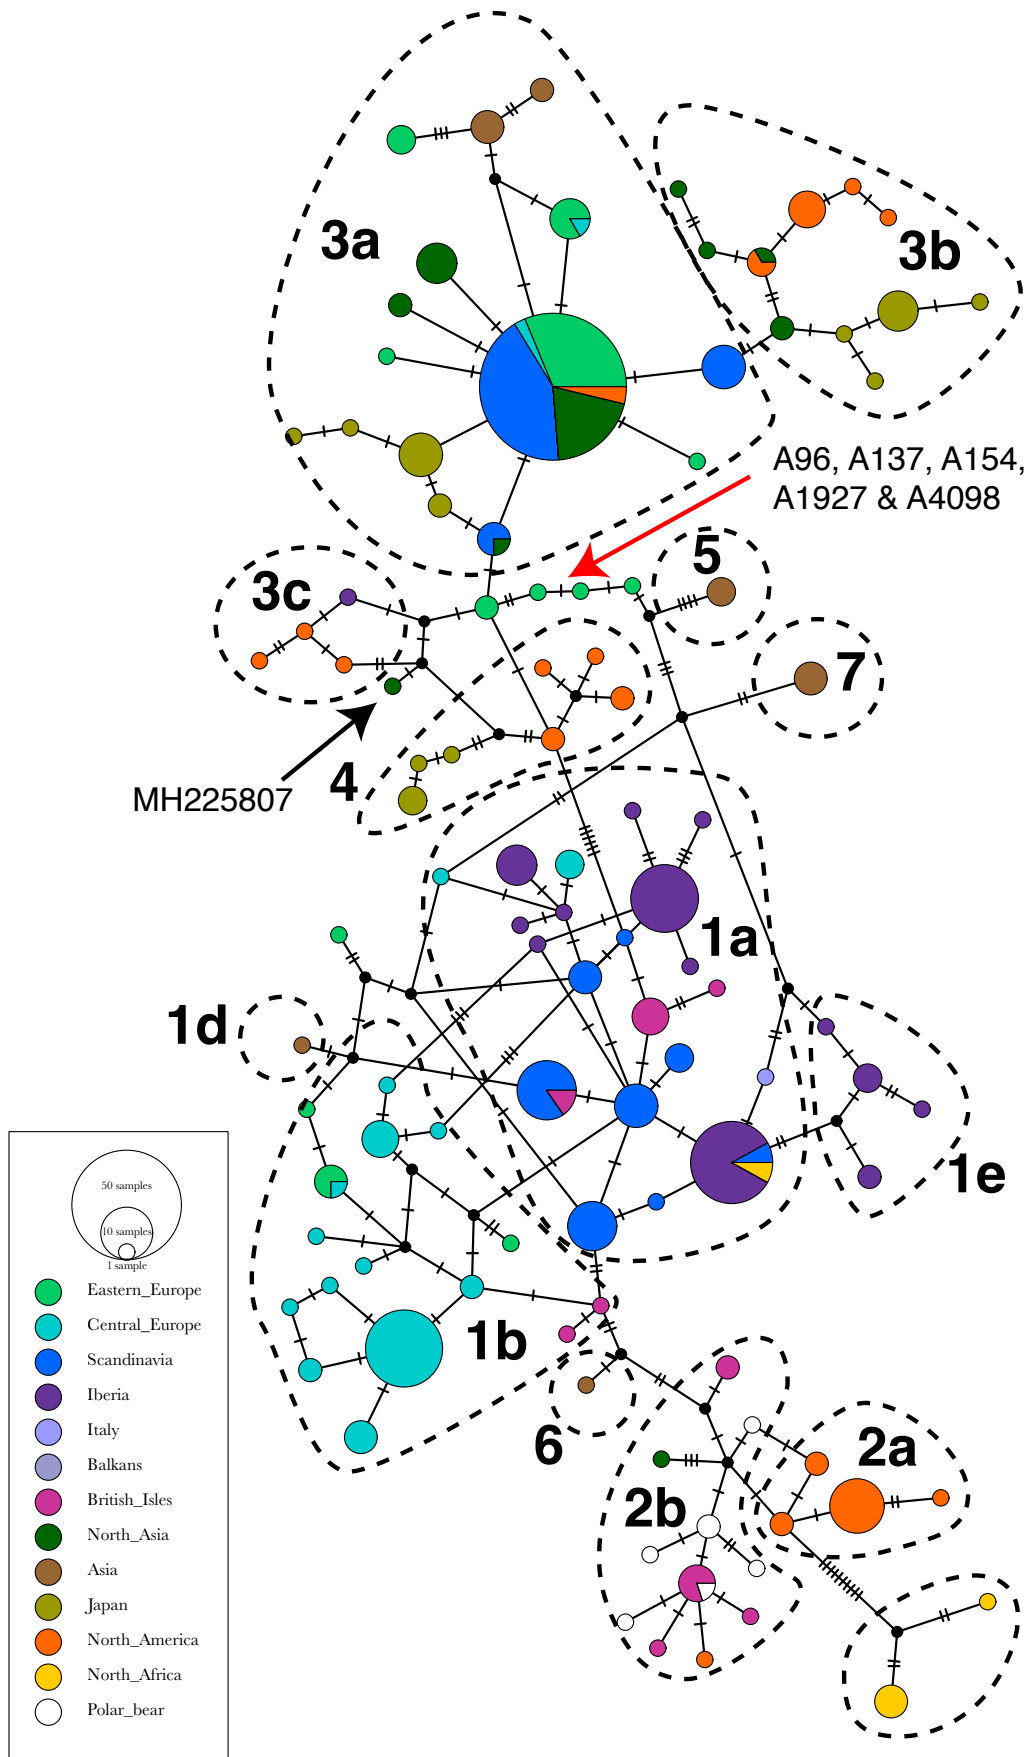 3a
3b
A96, A137, A154,
A1927 & A4098
5
3c
7
4
MH225807
1a
1d
1e
50 samples
10 samples
1 sample
Eastern_Europe
Central_Europe
Scandinavia
Iberia
Italy
Balkans
British_Isles
North_Asia
Asia
Japan
North_America
North_Africa
Polar_bear
1b
6
2a
2b